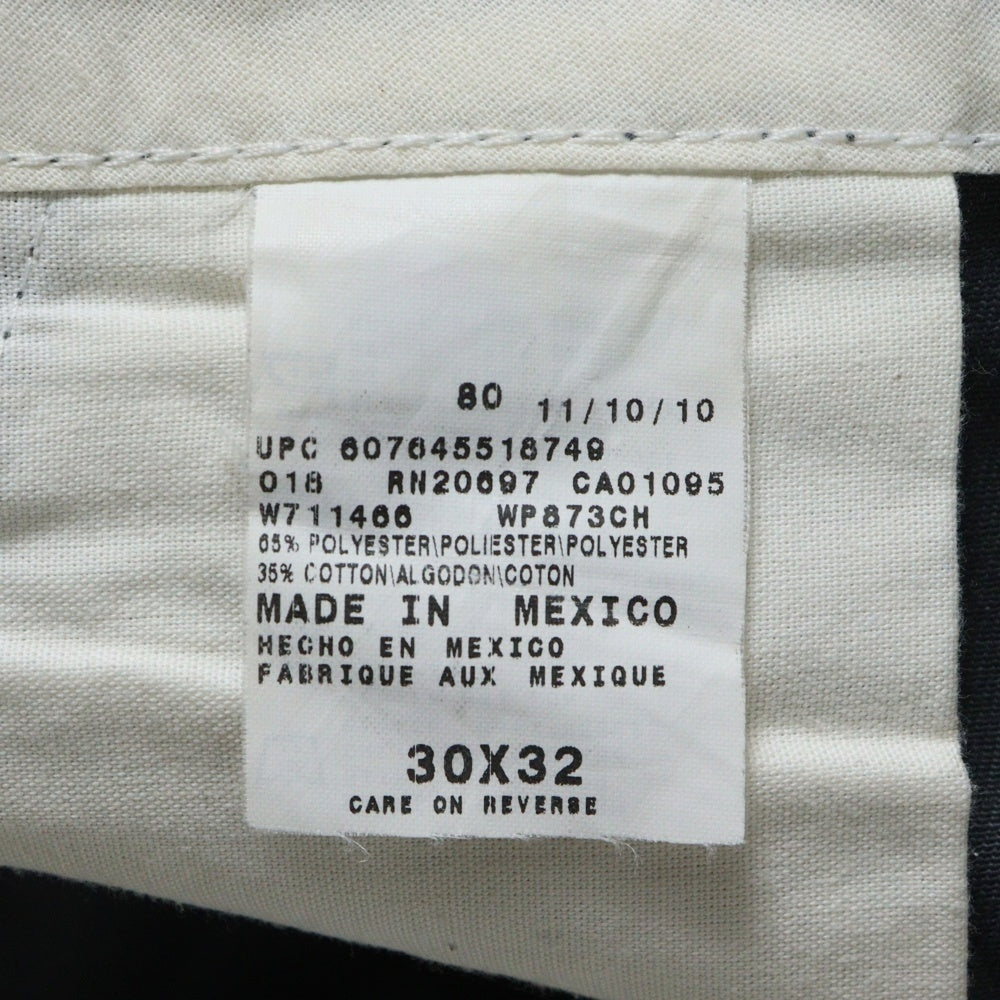 80 11/10/10
UPC 607645518749
018 RN20697 CA01095
W711466 WP873CH
65% POLYESTER\POLIESTER\POLYESTER
35% COTTON\ALGODON\COTON
MADE IN MEXICO
HECHO EN MEXICO
FABRIQUE AUX MEXIQUE
30X32
CARE ON REVERSE